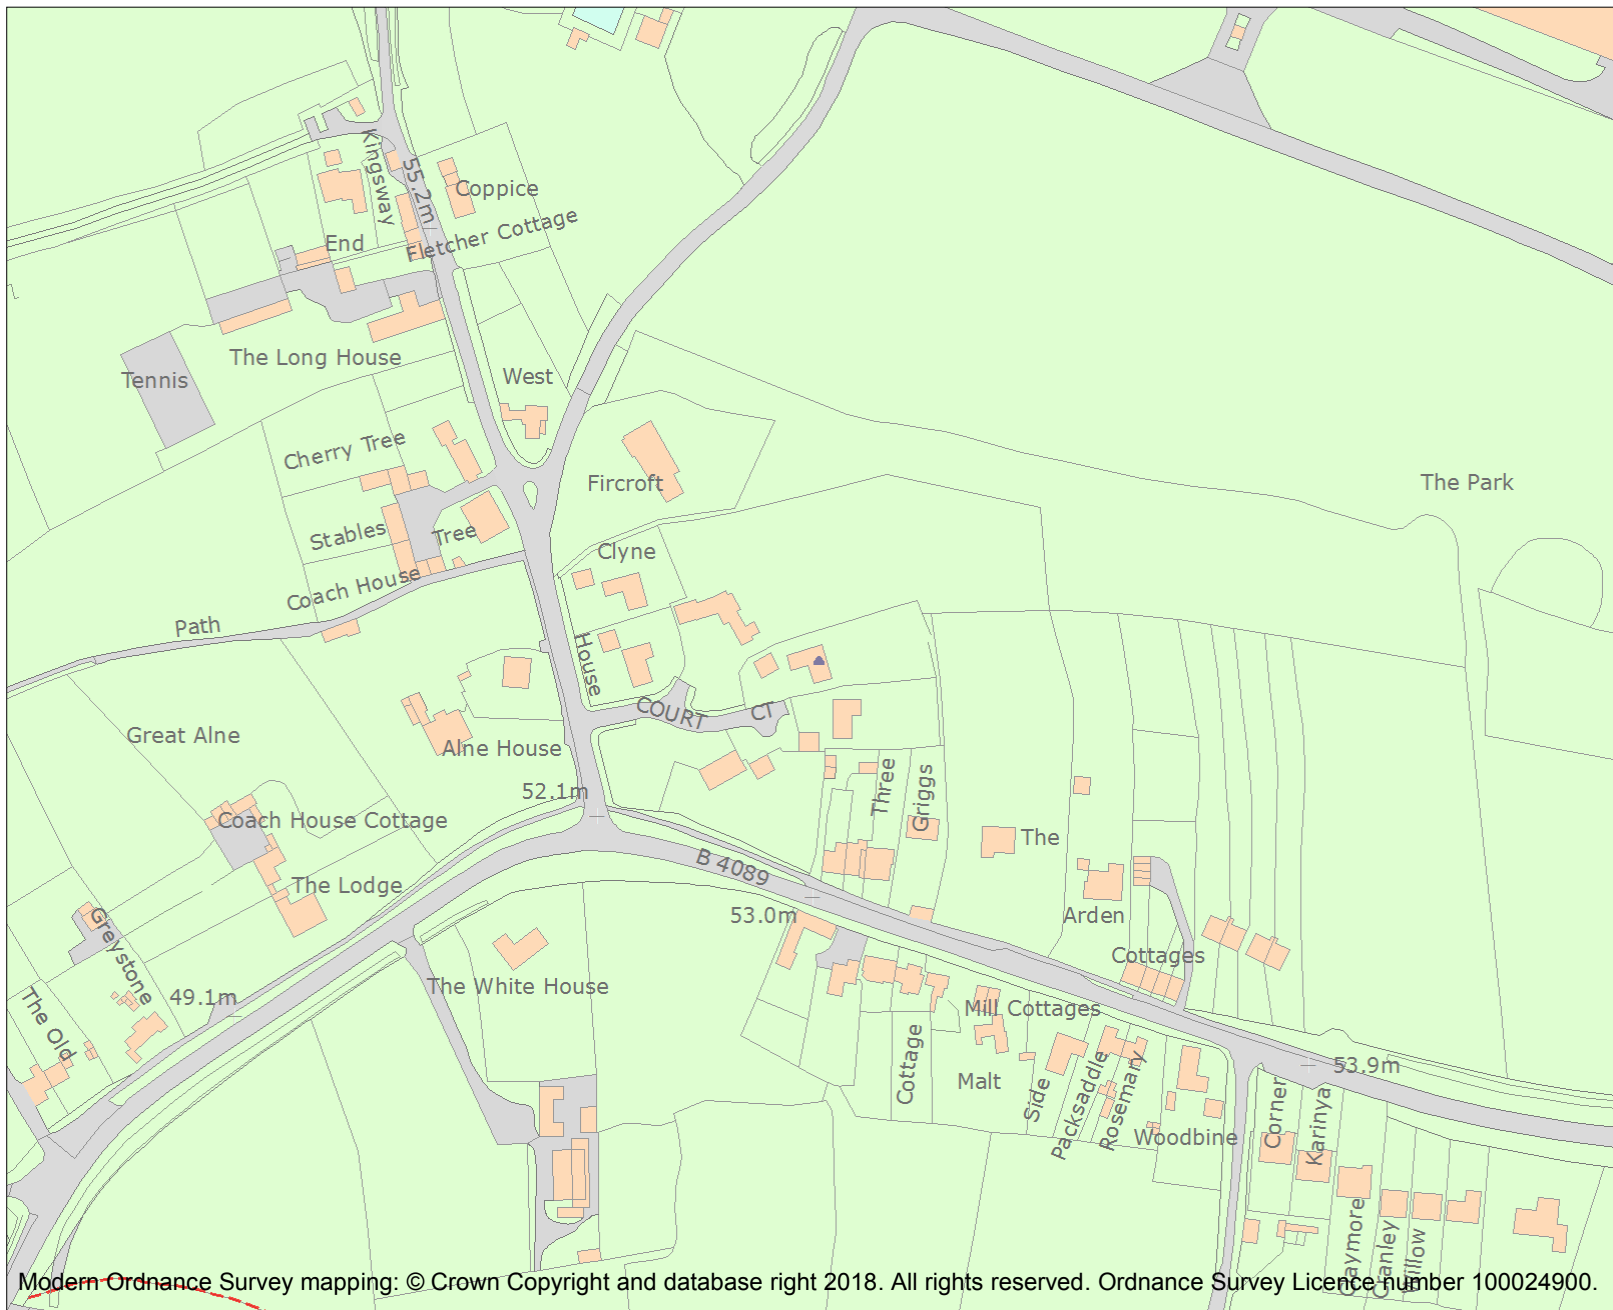 Kingsway
55.2m
Coppice
Fletcher Cottage
End
The Long House
Tennis
West
Cherry Tree
Fircroft
The Park
Stables
Tree
Clyne
Coach House
Path
House
COURT
CT
Great Alne
Alne House
52.1m
Three
Griggs
Coach House Cottage
The
B 4089
The Lodge
53.0m
Arden
Greystone
Cottages
The White House
49.1m
Mill Cottages
The Old
Cottage
Malt
Side
Packsaddle
Rosemary
53.9m
Woodbine
Corner
Karinya
Claymore
Cranley
Willow
Modern Ordnance Survey mapping: © Crown Copyright and database right 2018. All rights reserved. Ordnance Survey Licence number 100024900.